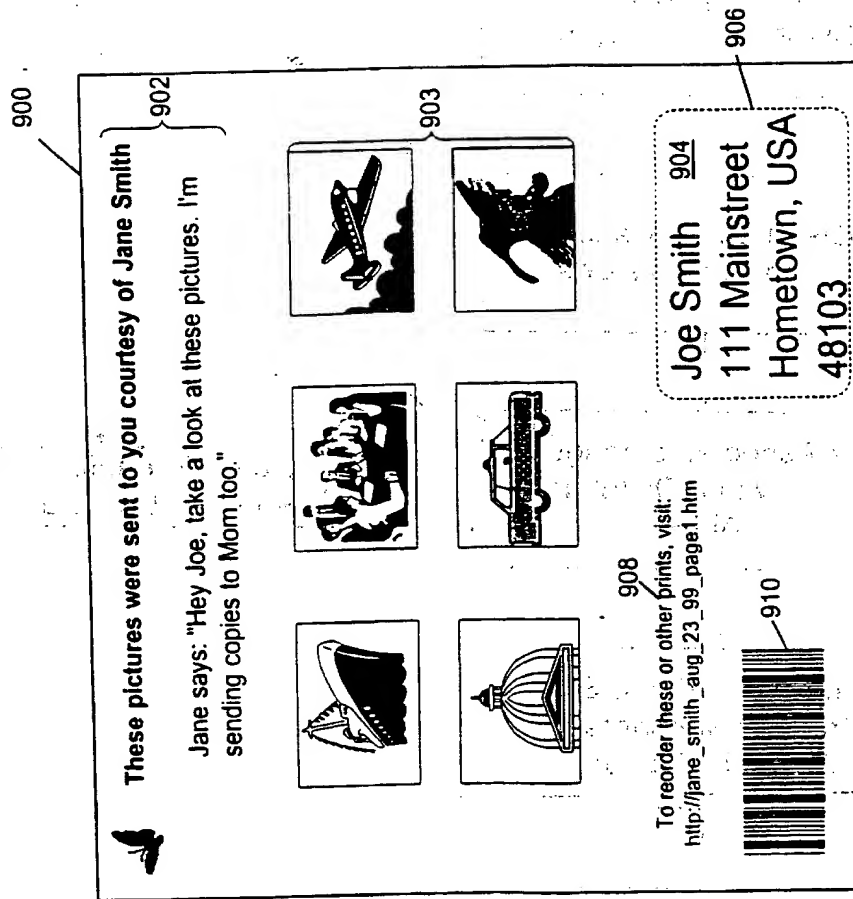 900
902
These pictures were sent to you courtesy of Jane Smith
Jane says: "Hey Joe, take a look at these pictures. I'm
sending copies to Mom too."
903
908
To reorder these or other prints, visit:
http://jane_smith_aug_23_99_page1.htm
910
906
Joe Smith 904
111 Mainstreet
Hometown, USA
48103